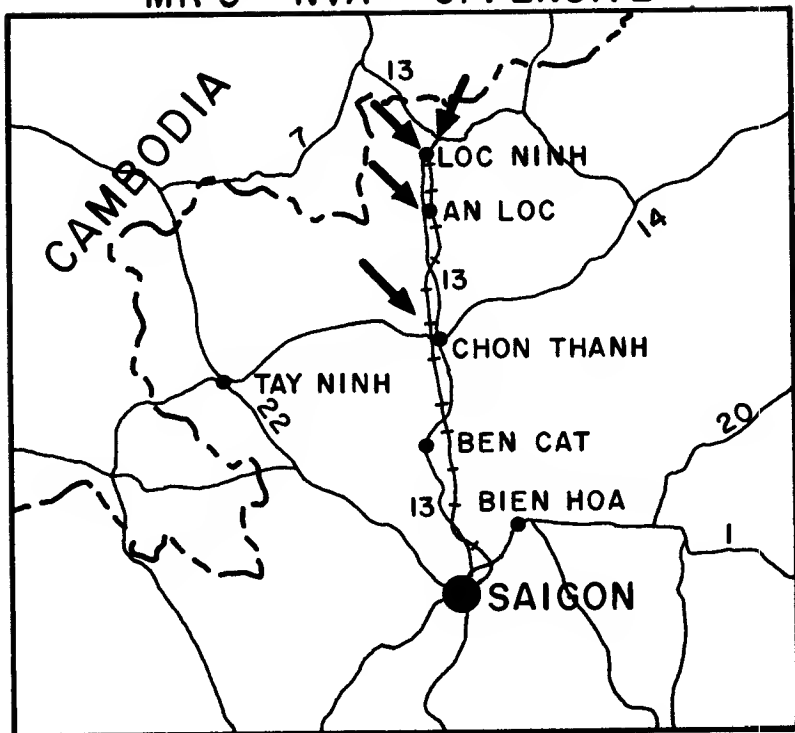 13
7
CAMBODIA
LOC NINH
AN LOC
14
13
CHON THANH
TAY NINH
22
20
BEN CAT
13
BIEN HOA
1
SAIGON